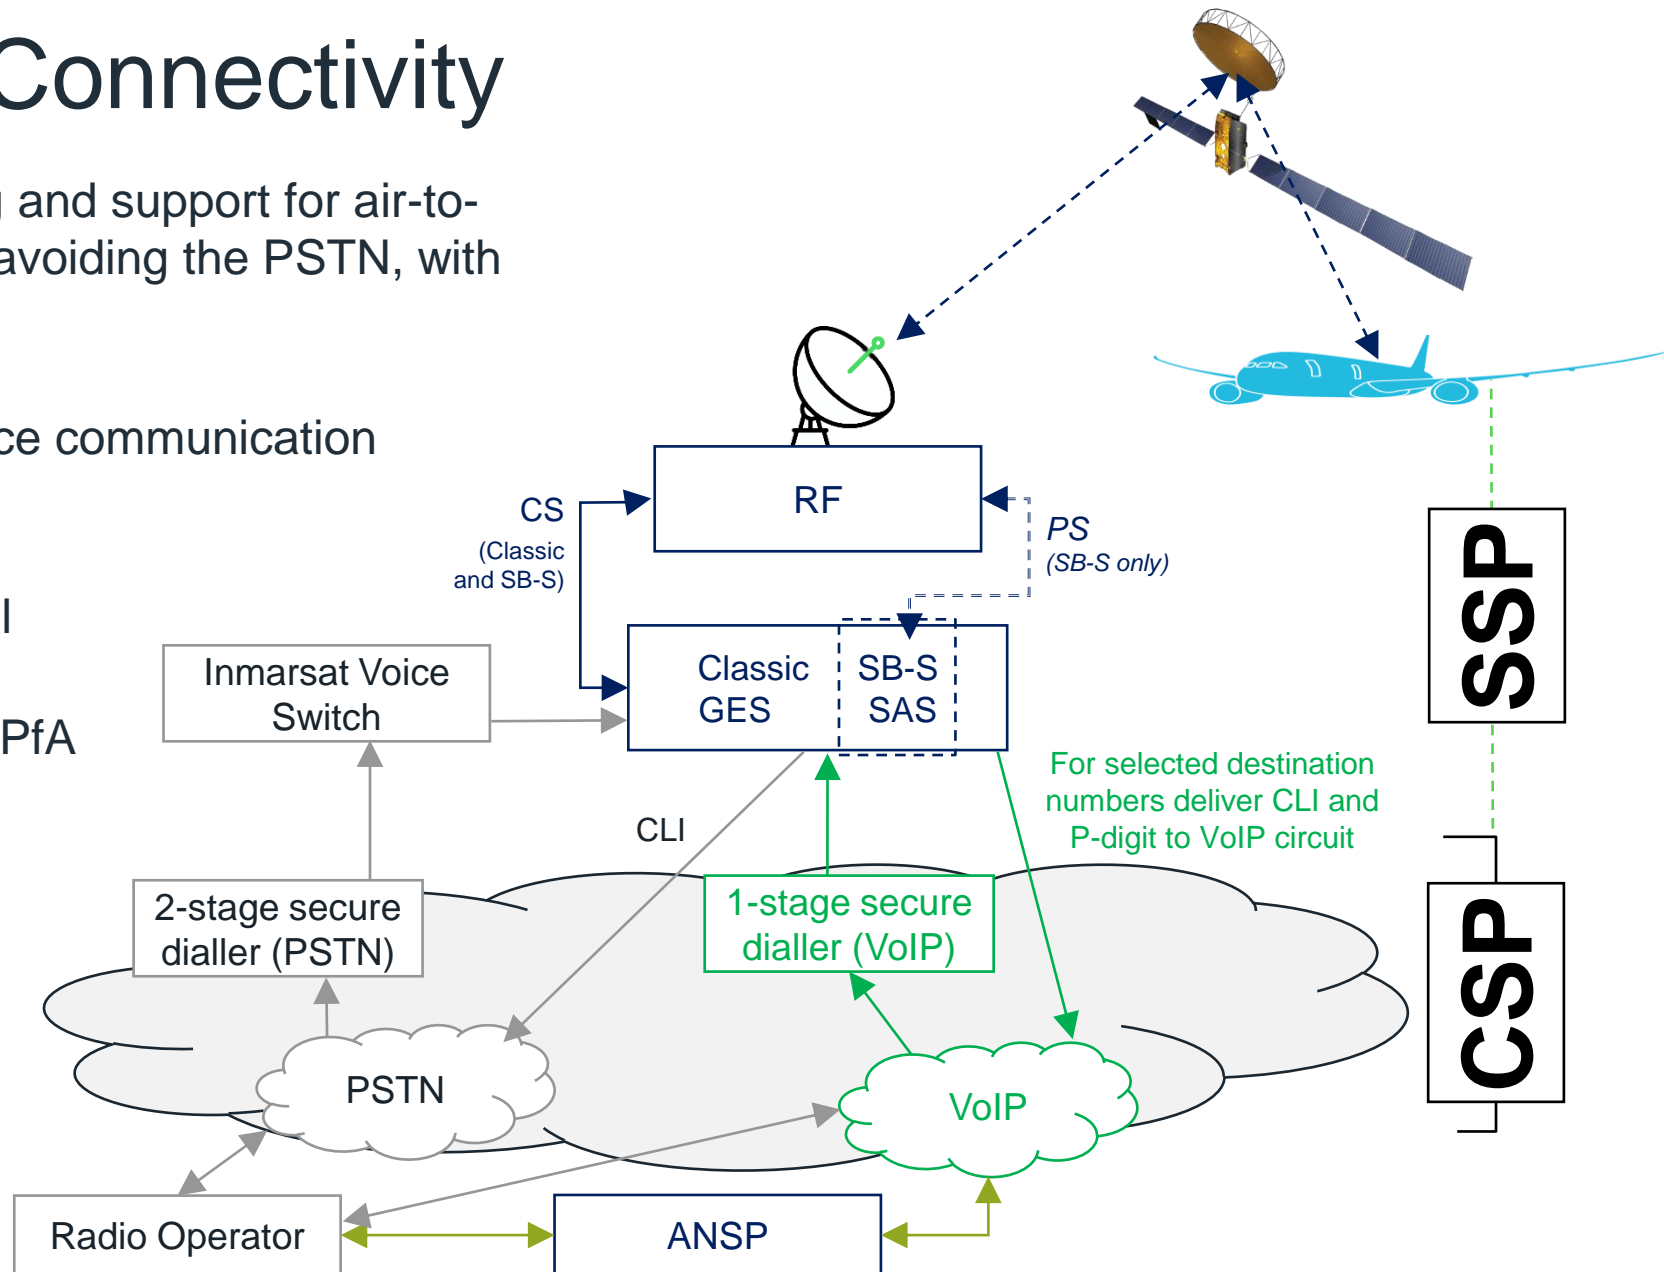 Connectivity
and support for air-to-
avoiding the PSTN, with
ce communication
CS
(Classic
and SB-S)
RF
PS
(SB-S only)
SSP
Inmarsat Voice
Switch
PfA
Classic
GES
SB-S
SAS
For selected destination
numbers deliver CLI and
P-digit to VoIP circuit
CLI
2-stage secure
dialler (PSTN)
1-stage secure
dialler (VoIP)
CSP
PSTN
VoIP
Radio Operator
ANSP